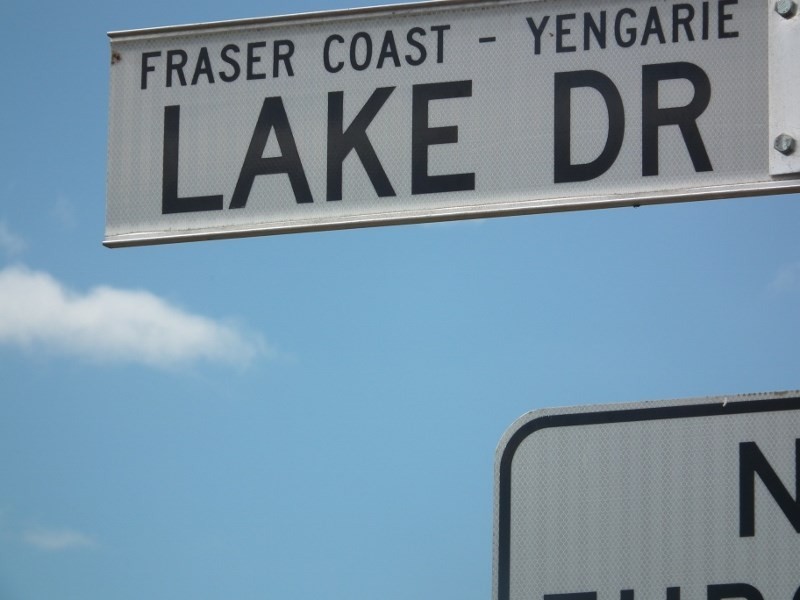 FRASER COAST - YENGARIE
LAKE DR